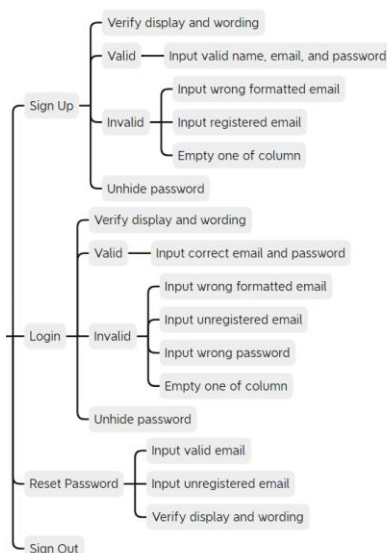 Verify display and wording
Valid
Input valid name, email, and password
Sign Up
Input wrong formatted email
Invalid
Input registered email
Empty one of column
Unhide password
Verify display and wording
Valid
Input correct email and password
Input wrong formatted email
Input unregistered email
Login
Invalid
Input wrong password
Empty one of column
Unhide password
Input valid email
Reset Password
Input unregistered email
Verify display and wording
Sign Out